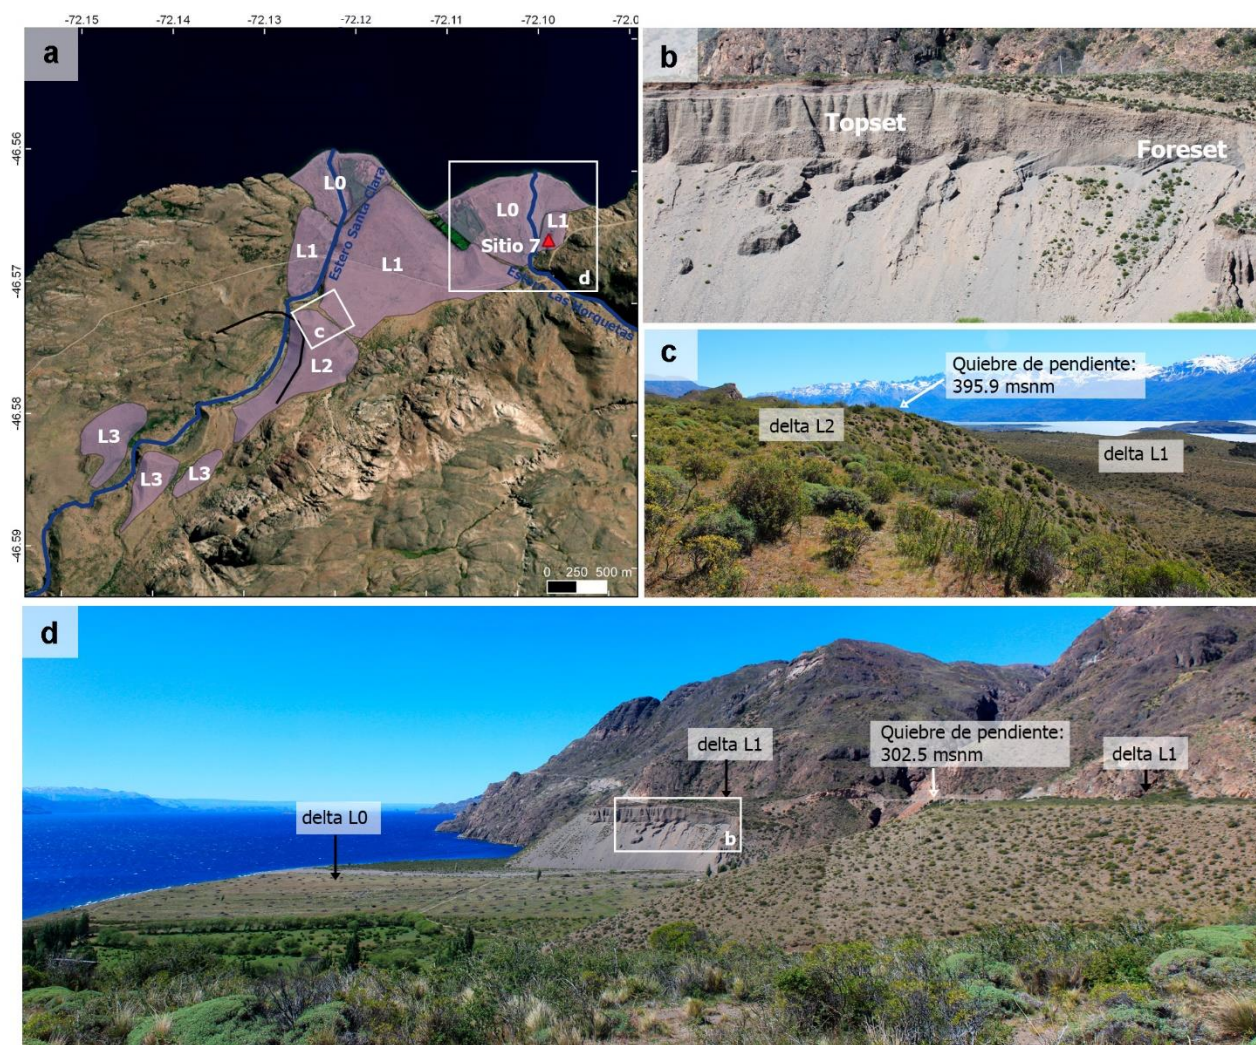 a
-72.15
-72.14
-72.13
-72.12
-72.11
-72.10
-72.0
-46.56
-46.57
-46.58
-46.59
L0
L0
L1
L1
L1
Sitio 7
d
Estero Santa Clara
Estero Las Horquetas
c
L2
L3
L3
L3
0 250 500 m
b
Topset
Foreset
c
Quiebre de pendiente:
395.9 msnm
delta L2
delta L1
d
delta L1
Quiebre de pendiente:
302.5 msnm
delta L1
delta L0
b